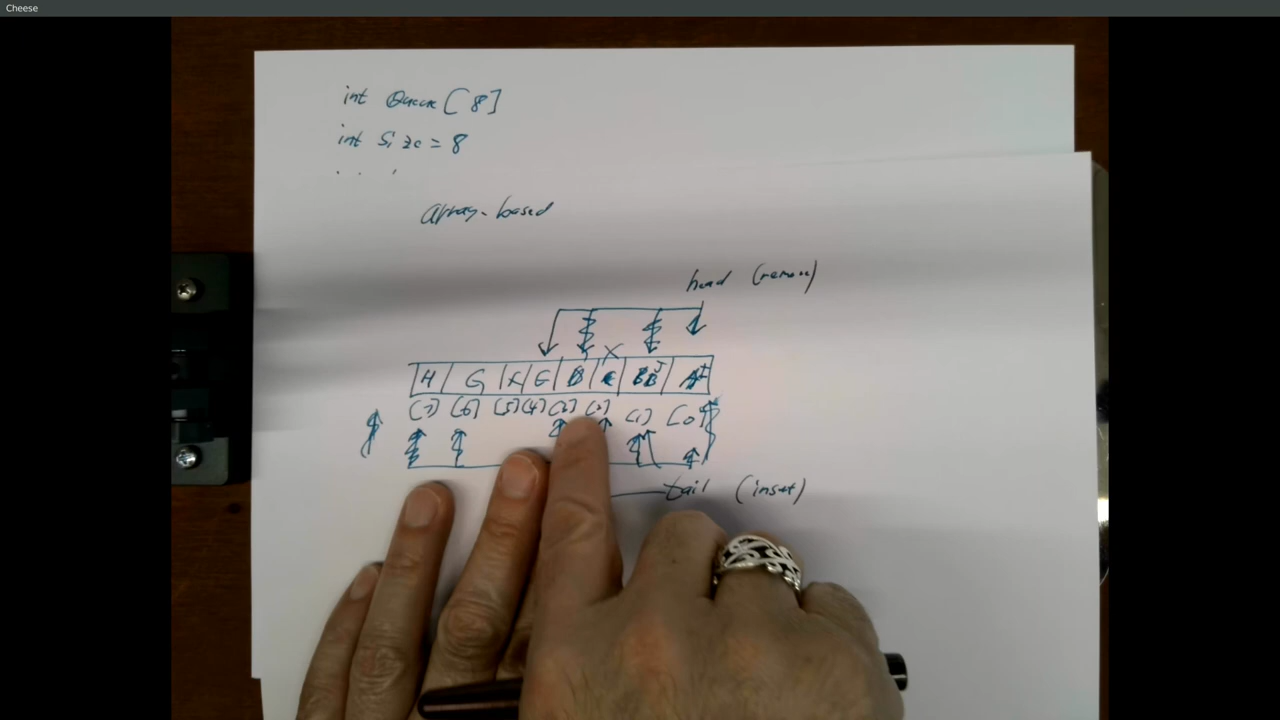 Cheese
int Queue[8]
int Size = 8
. . .
array-based
head (remove)
X
H G F E
[7] [6] [5] [4] [3] [2] [1] [0]
tail (insert)